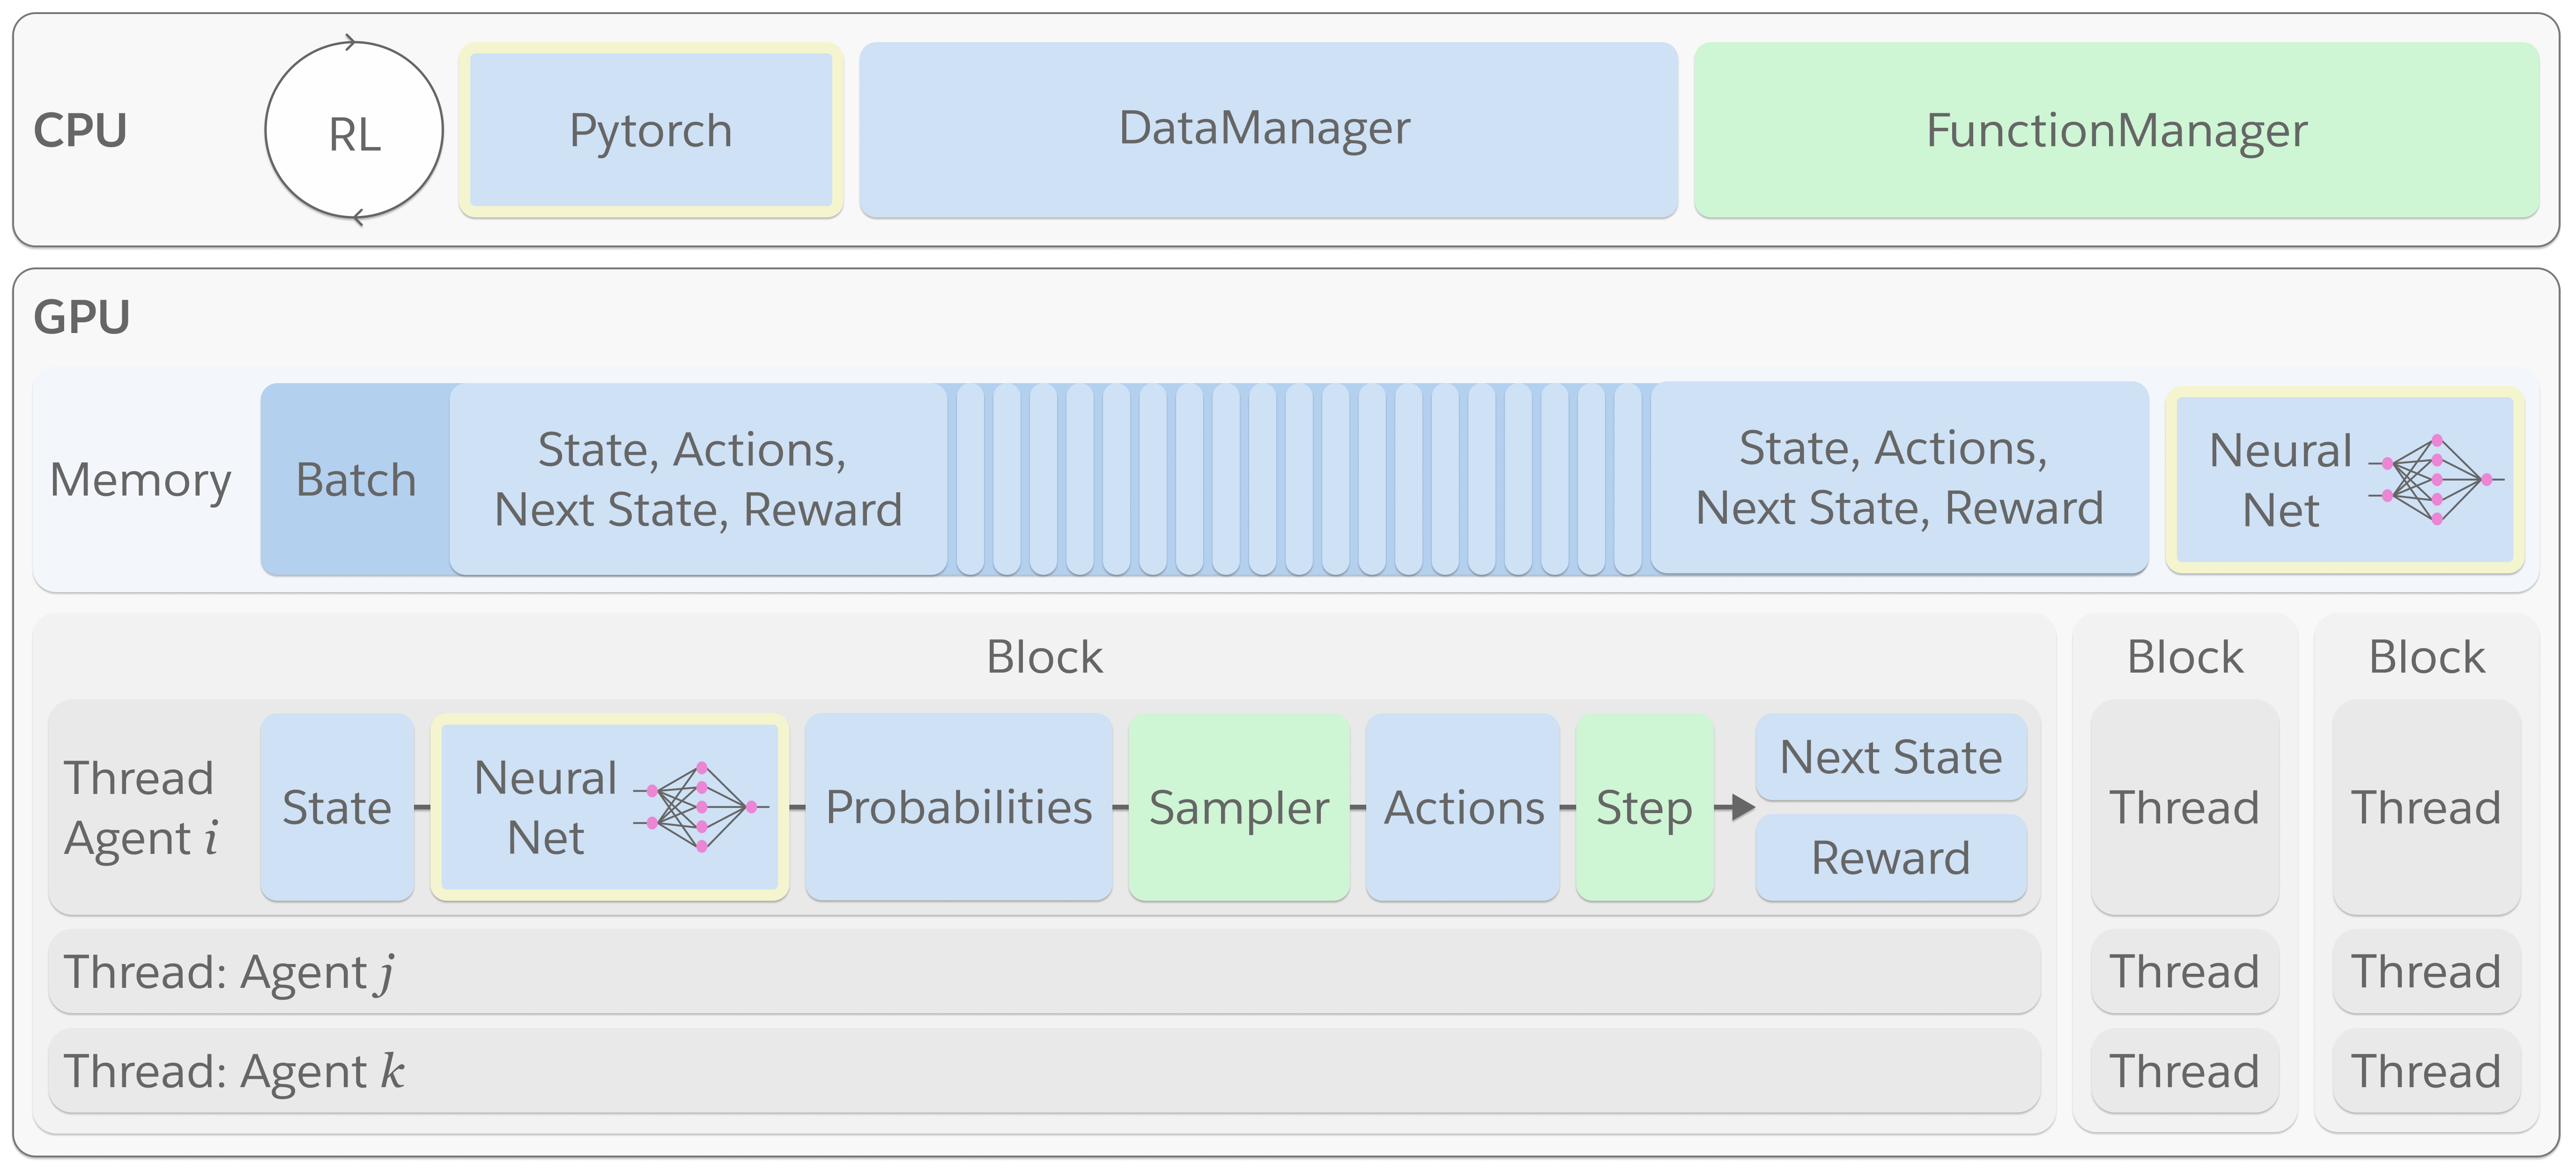 CPU
RL
Pytorch
DataManager
FunctionManager
GPU
Memory
Batch
State, Actions,
Next State, Reward
State, Actions,
Next State, Reward
Neural
Net
Block
Block
Block
Thread
Agent i
State
Neural
Net
Probabilities
Sampler
Actions
Step
Next State
Reward
Thread
Thread
Thread: Agent j
Thread
Thread
Thread: Agent k
Thread
Thread